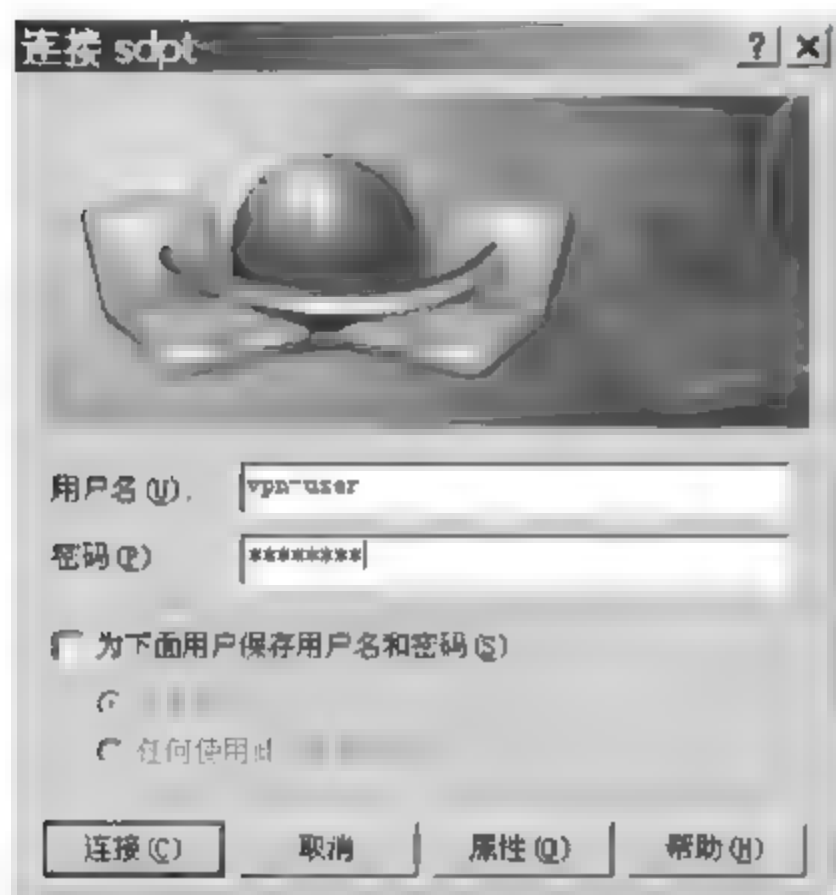 连接 sdpt
用户名(U).
vpn-user
密码(P)
********
为下面用户保存用户名和密码(S)
任何使用
连接(C) 取消 属性(O) 帮助(H)